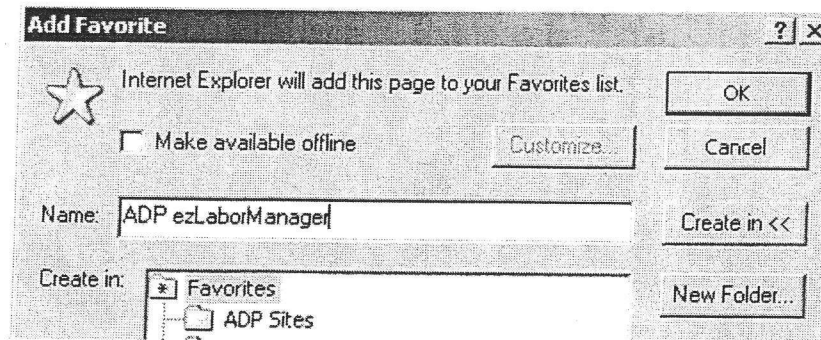 Add Favorite
? X
Internet Explorer will add this page to your Favorites list.
OK
Make available offline
Customize...
Cancel
Name: ADP ezLaborManager
Create in <<
Create in: Favorites
New Folder...
ADP Sites